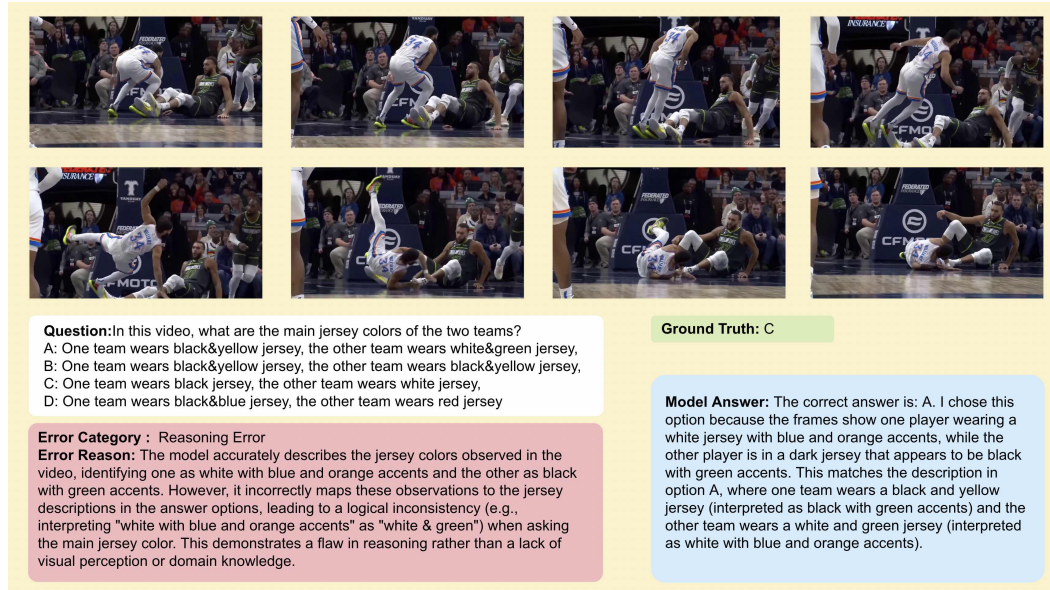 FEDERATED
INSURANCE
CFMOTO
Question:In this video, what are the main jersey colors of the two teams?
A: One team wears black&yellow jersey, the other team wears white&green jersey,
B: One team wears black&yellow jersey, the other team wears black&yellow jersey,
C: One team wears black jersey, the other team wears white jersey,
D: One team wears black&blue jersey, the other team wears red jersey
Ground Truth: C
Error Category : Reasoning Error
Error Reason: The model accurately describes the jersey colors observed in the
video, identifying one as white with blue and orange accents and the other as black
with green accents. However, it incorrectly maps these observations to the jersey
descriptions in the answer options, leading to a logical inconsistency (e.g.,
interpreting "white with blue and orange accents" as "white & green") when asking
the main jersey color. This demonstrates a flaw in reasoning rather than a lack of
visual perception or domain knowledge.
Model Answer: The correct answer is: A. I chose this
option because the frames show one player wearing a
white jersey with blue and orange accents, while the
other player is in a dark jersey that appears to be black
with green accents. This matches the description in
option A, where one team wears a black and yellow
jersey (interpreted as black with green accents) and the
other team wears a white and green jersey (interpreted
as white with blue and orange accents).